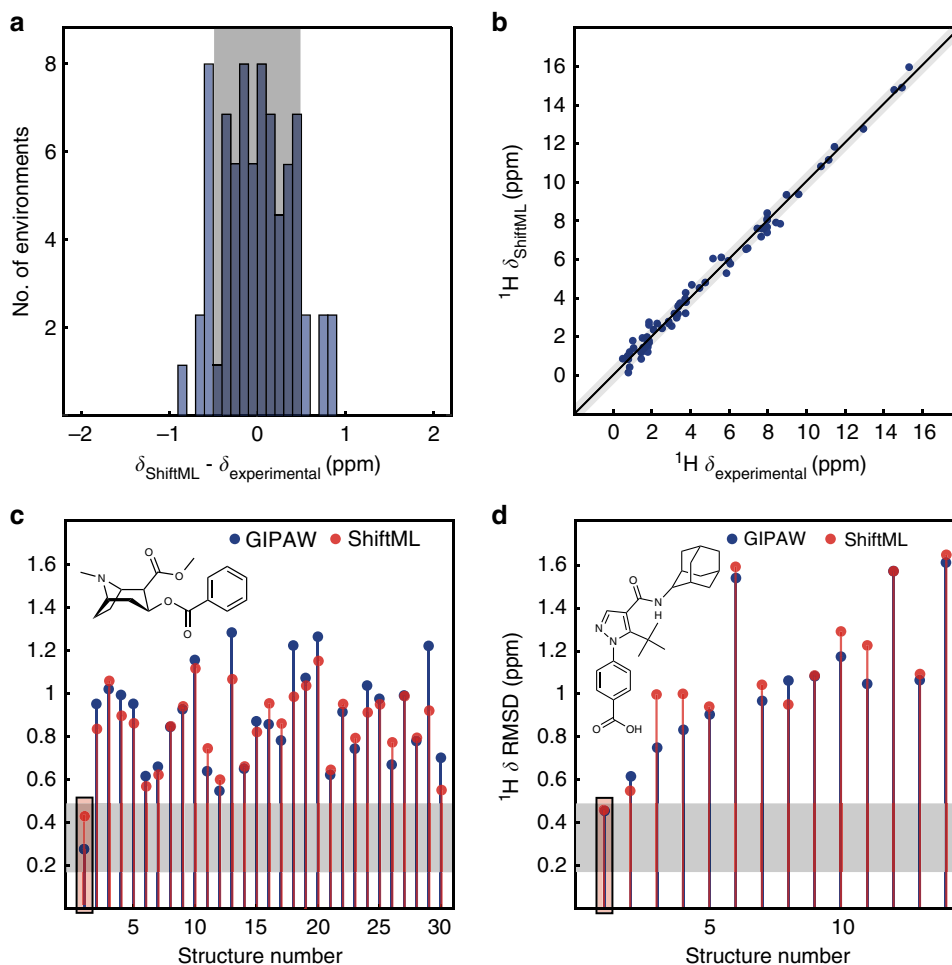 a
8
6
4
2
No. of environments
−2
−1
0
1
2
δShiftML - δexperimental (ppm)
b
16
14
12
10
8
6
4
2
0
1H δShiftML (ppm)
0 2 4 6 8 10 12 14 16
1H δexperimental (ppm)
c
GIPAW
ShiftML
1.6
1.4
1.2
1
0.8
0.6
0.4
0.2
N
O
O
O
O
5 10 15 20 25 30
Structure number
d
GIPAW
ShiftML
1.6
1.4
1.2
1
0.8
0.6
0.4
0.2
1H δ RMSD (ppm)
O
N
H
N
N
O
OH
5 10
Structure number